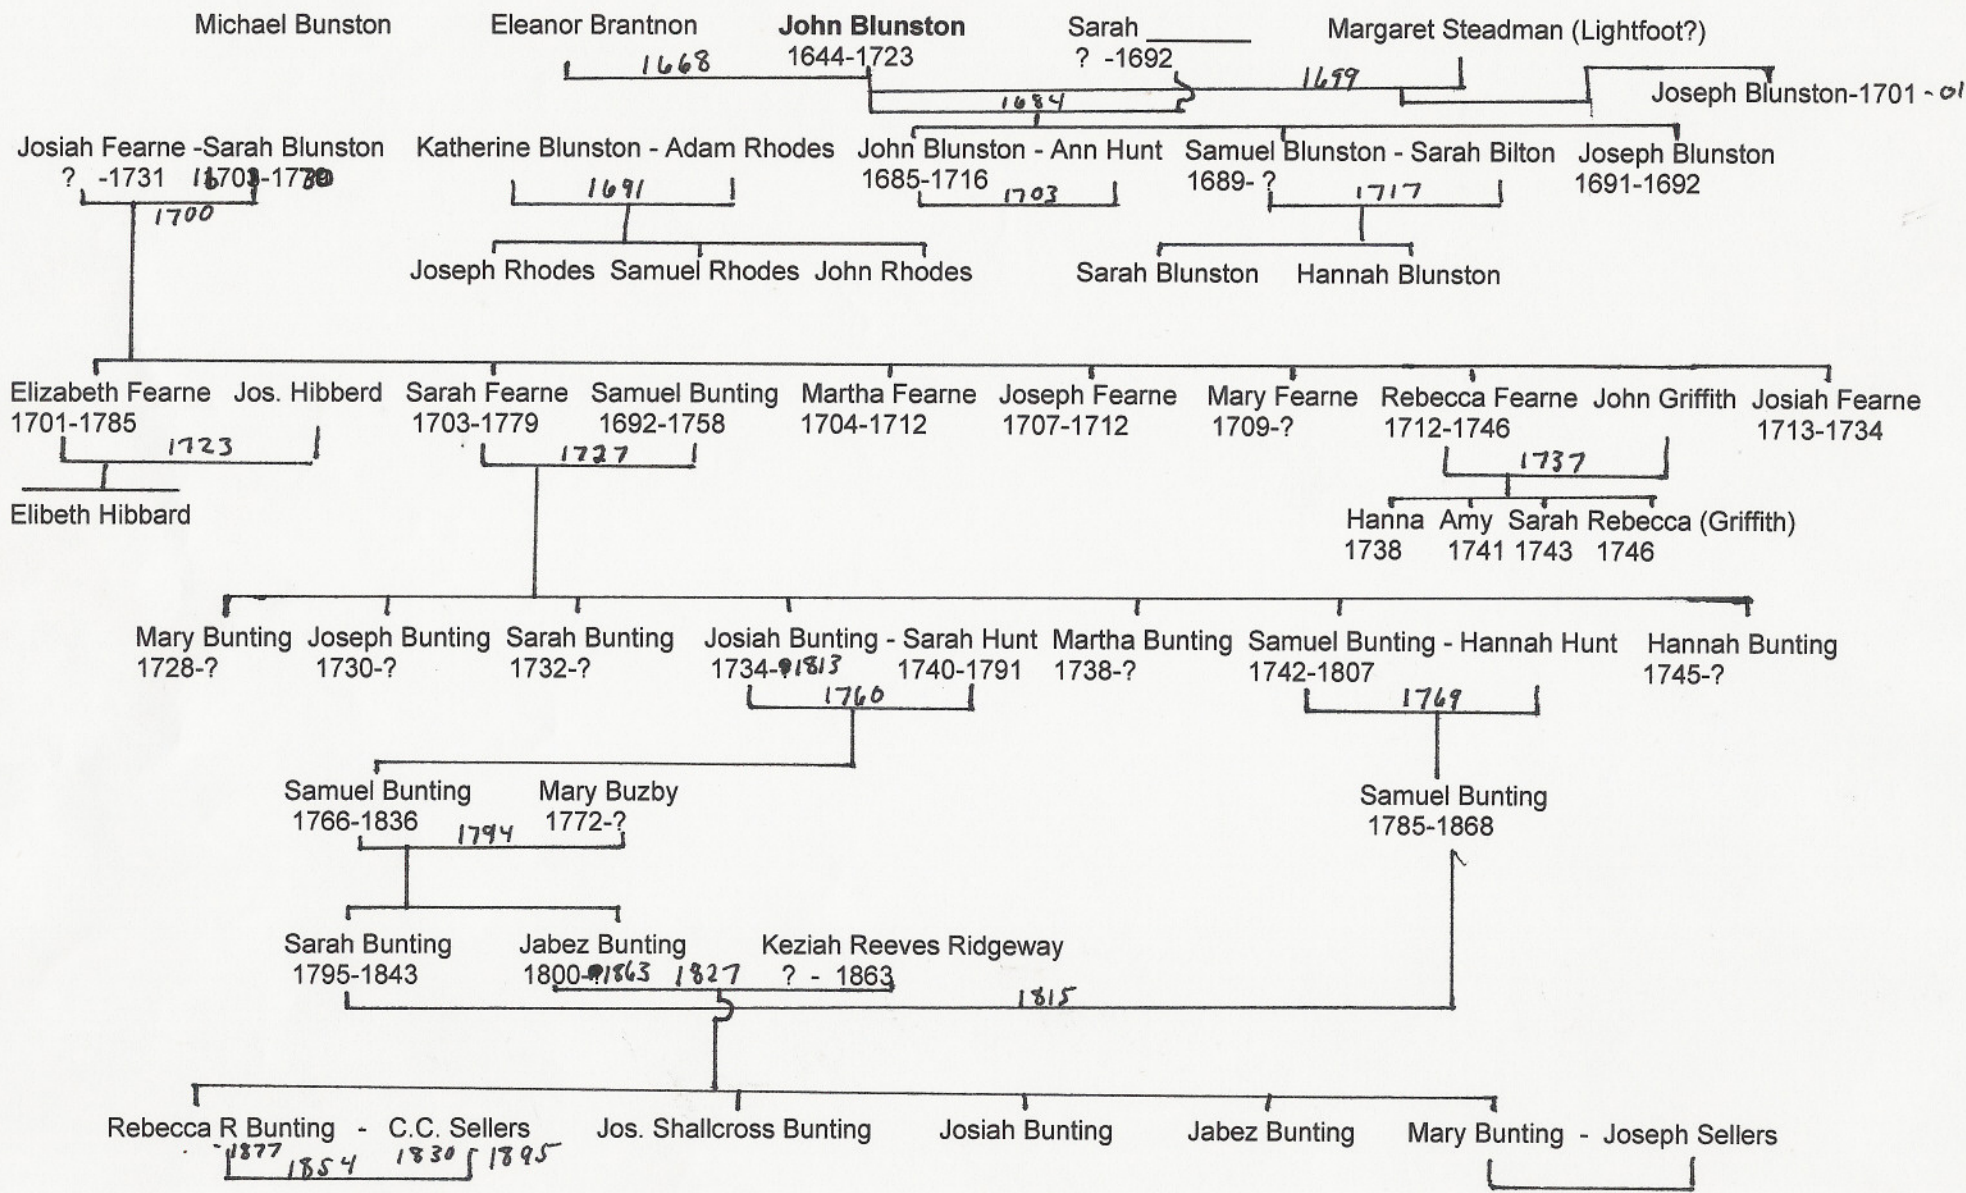 Michael Bunston Eleanor Brantnon John Blunston Sarah ________ Margaret Steadman (Lightfoot?)
1668 1644-1723 ? -1692 1699
1684 Joseph Blunston-1701 - 01
Josiah Fearne -Sarah Blunston Katherine Blunston - Adam Rhodes John Blunston - Ann Hunt Samuel Blunston - Sarah Bilton Joseph Blunston
? -1731 1691 1685-1716 1703 1689- ? 1717 1691-1692
1700
Joseph Rhodes Samuel Rhodes John Rhodes Sarah Blunston Hannah Blunston
Elizabeth Fearne Jos. Hibberd Sarah Fearne Samuel Bunting Martha Fearne Joseph Fearne Mary Fearne Rebecca Fearne John Griffith Josiah Fearne
1701-1785 1703-1779 1692-1758 1704-1712 1707-1712 1709-? 1712-1746 1713-1734
1723 1727 1737
Elibeth Hibbard Hanna Amy Sarah Rebecca (Griffith)
1738 1741 1743 1746
Mary Bunting Joseph Bunting Sarah Bunting Josiah Bunting - Sarah Hunt Martha Bunting Samuel Bunting - Hannah Hunt Hannah Bunting
1728-? 1730-? 1732-? 1734-1813 1740-1791 1738-? 1742-1807 1745-?
1760 1769
Samuel Bunting Mary Buzby Samuel Bunting
1766-1836 1794 1772-? 1785-1868
Sarah Bunting Jabez Bunting Keziah Reeves Ridgeway
1795-1843 1800-1863 1827 ? - 1863
1815
Rebecca R Bunting - C.C. Sellers Jos. Shallcross Bunting Josiah Bunting Jabez Bunting Mary Bunting - Joseph Sellers
-1877 1854 1830 1895